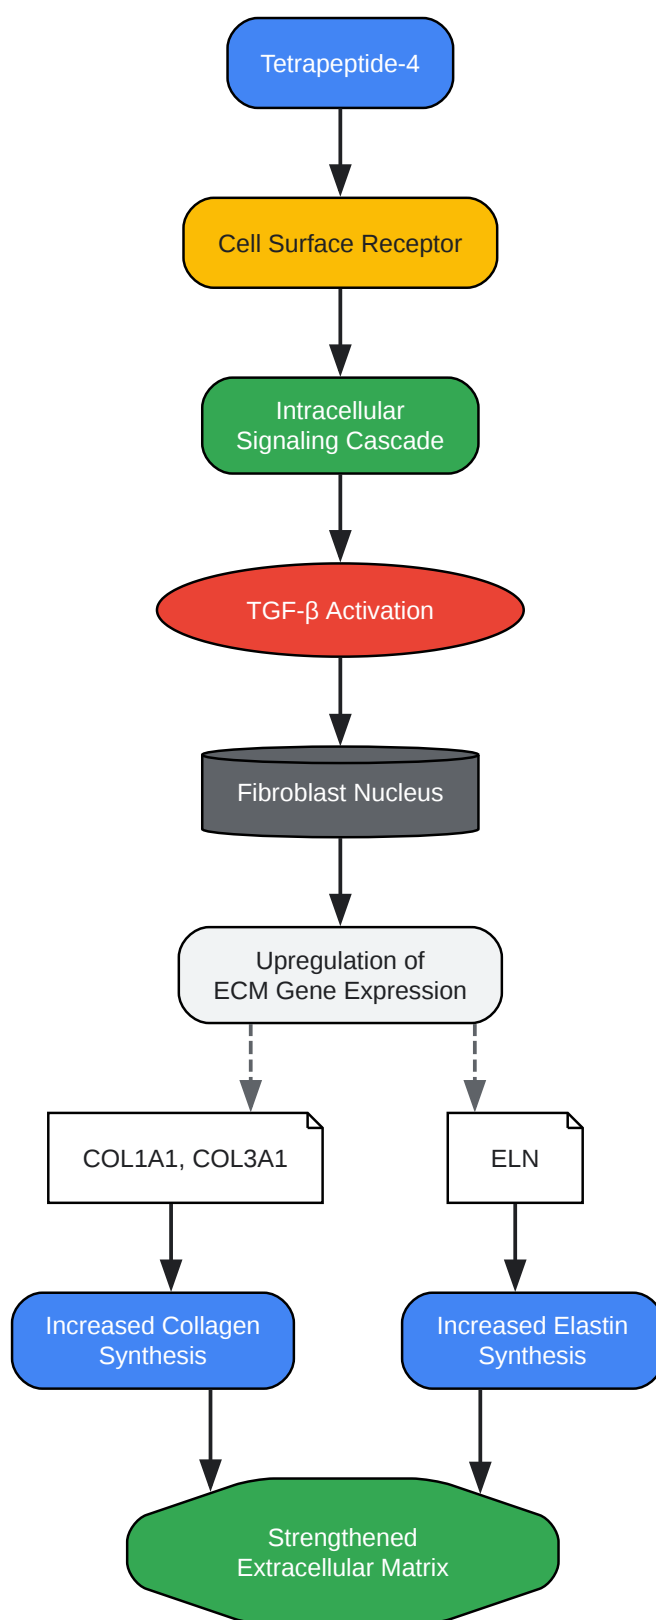 Tetrapeptide-4
Cell Surface Receptor
Intracellular
Signaling Cascade
TGF-β Activation
Fibroblast Nucleus
Upregulation of
ECM Gene Expression
COL1A1, COL3A1
ELN
Increased Collagen
Synthesis
Increased Elastin
Synthesis
Strengthened
Extracellular Matrix